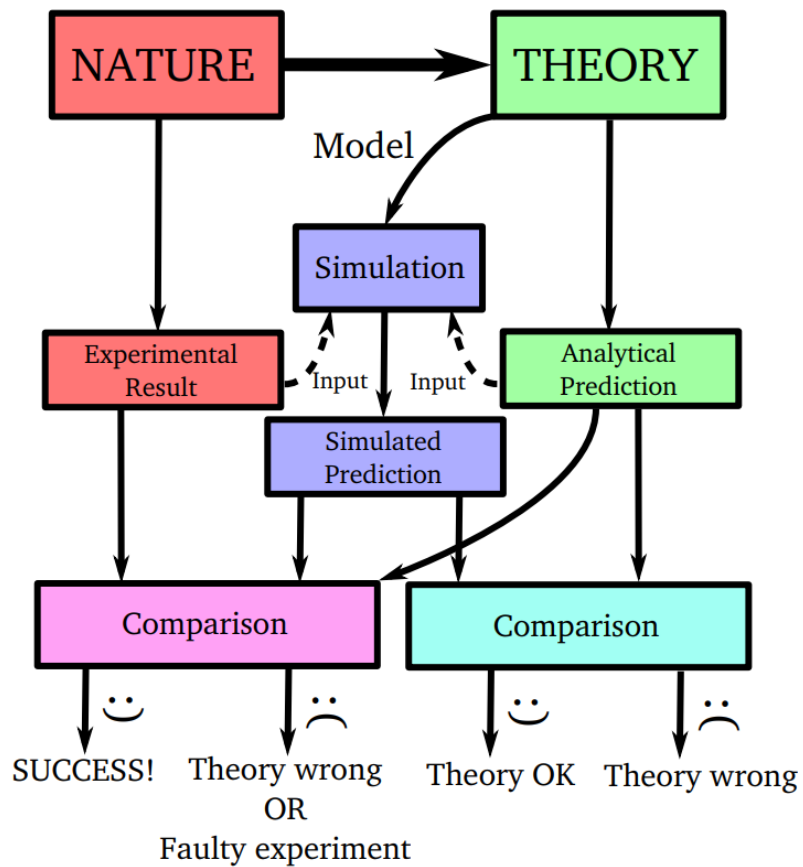 NATURE
THEORY
Model
Simulation
Experimental
Result
Input
Input
Analytical
Prediction
Simulated
Prediction
Comparison
Comparison
:)
:(
:)
:(
SUCCESS!
Theory wrong
OR
Faulty experiment
Theory OK
Theory wrong